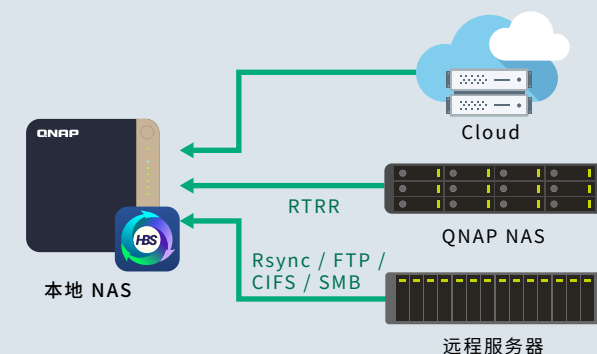 Cloud
QNAP
RTRR
QNAP NAS
HBS
Rsync / FTP /
CIFS / SMB
本地 NAS
远程服务器